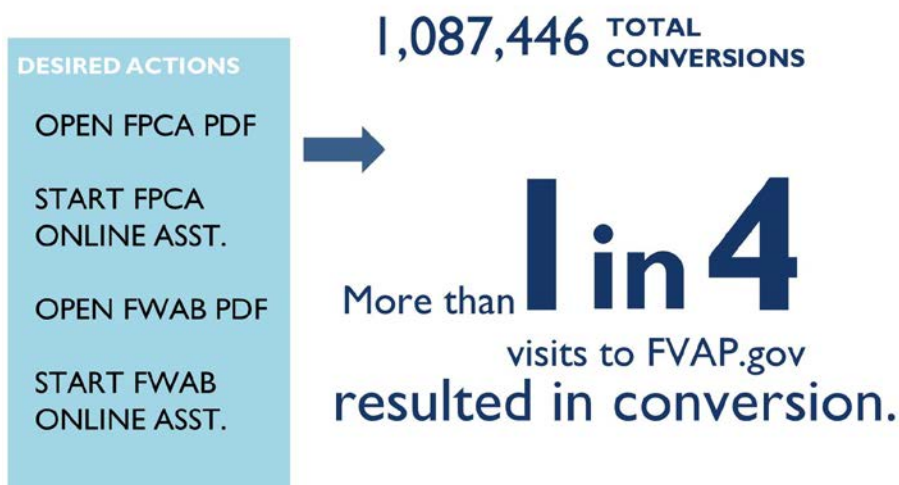 DESIRED ACTIONS
OPEN FPCA PDF
START FPCA
ONLINE ASST.
OPEN FWAB PDF
START FWAB
ONLINE ASST.
1,087,446 TOTAL
CONVERSIONS
More than 1 in 4
visits to FVAP.gov
resulted in conversion.